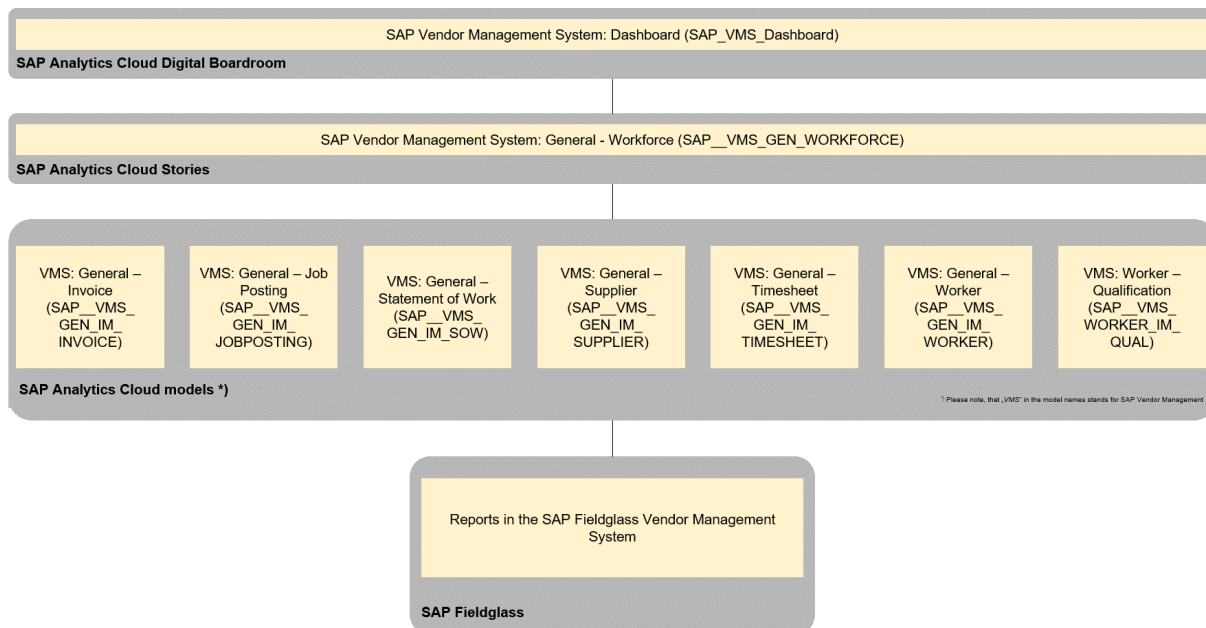 SAP Vendor Management System: Dashboard (SAP_VMS_Dashboard)
SAP Analytics Cloud Digital Boardroom
SAP Vendor Management System: General - Workforce (SAP__VMS_GEN_WORKFORCE)
SAP Analytics Cloud Stories
VMS: General –
Invoice
(SAP__VMS_
GEN_IM_
INVOICE)
VMS: General – Job
Posting
(SAP__VMS_
GEN_IM_
JOBPOSTING)
VMS: General –
Statement of Work
(SAP__VMS_
GEN_IM_SOW)
VMS: General –
Supplier
(SAP__VMS_
GEN_IM_
SUPPLIER)
VMS: General –
Timesheet
(SAP__VMS_
GEN_IM_
TIMESHEET)
VMS: General –
Worker
(SAP__VMS_
GEN_IM_
WORKER)
VMS: Worker –
Qualification
(SAP__VMS_
WORKER_IM_
QUAL)
SAP Analytics Cloud models *)
*) Please note, that „VMS“ in the model names stands for SAP Vendor Management
Reports in the SAP Fieldglass Vendor Management
System
SAP Fieldglass